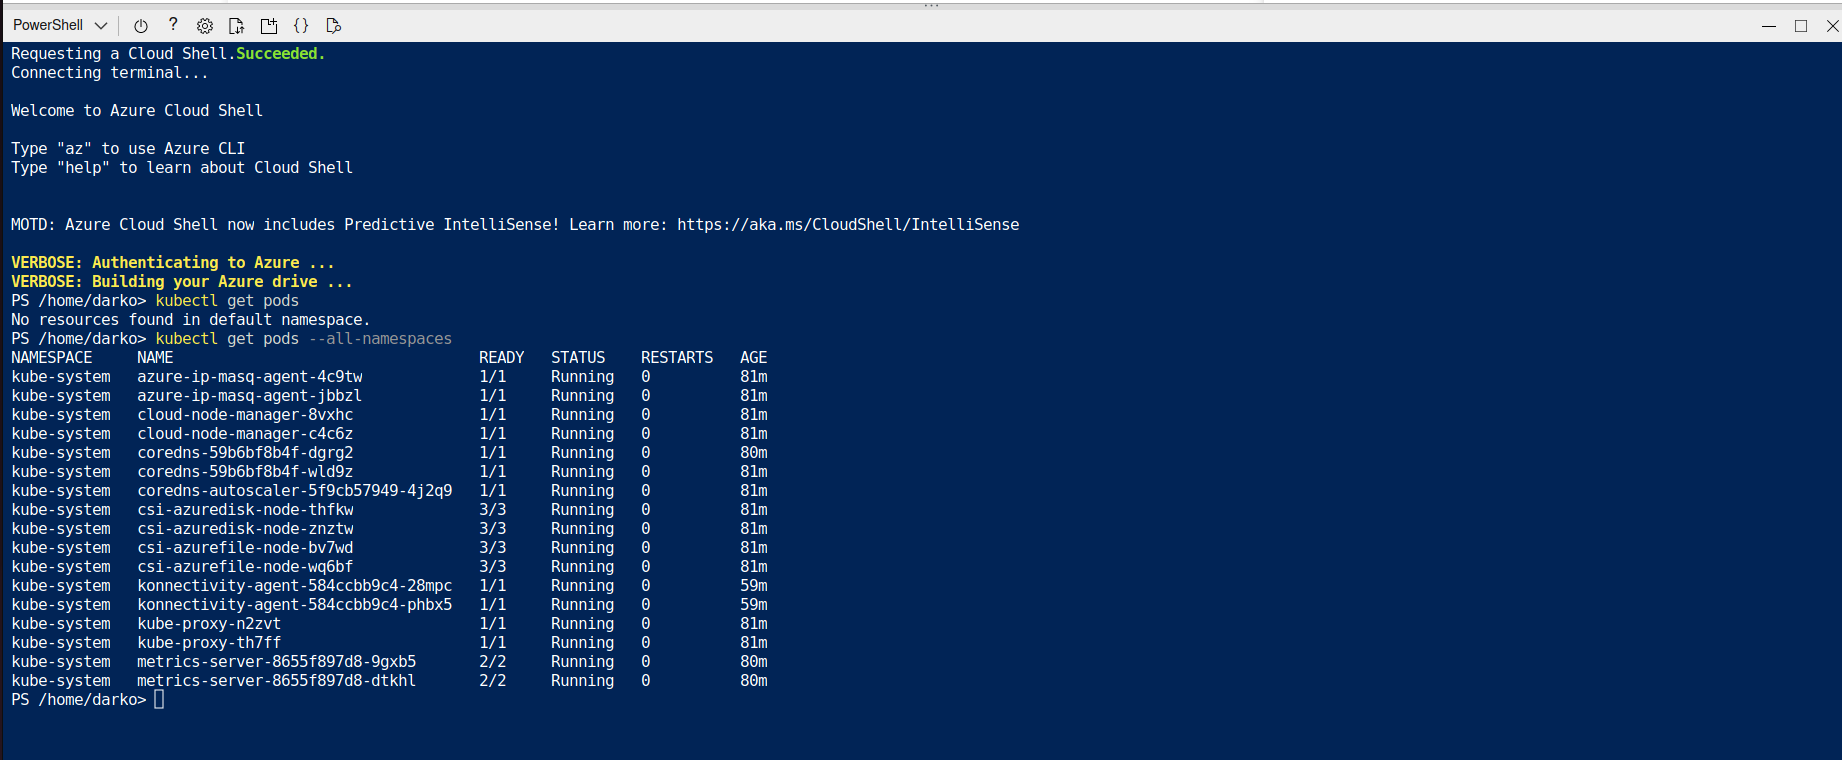 PowerShell
Requesting a Cloud Shell.Succeeded.
Connecting terminal...
Welcome to Azure Cloud Shell
Type "az" to use Azure CLI
Type "help" to learn about Cloud Shell
MOTD: Azure Cloud Shell now includes Predictive IntelliSense! Learn more: https://aka.ms/CloudShell/IntelliSense
VERBOSE: Authenticating to Azure ...
VERBOSE: Building your Azure drive ...
PS /home/darko> kubectl get pods
No resources found in default namespace.
PS /home/darko> kubectl get pods --all-namespaces
NAMESPACE     NAME                                  READY   STATUS    RESTARTS   AGE
kube-system   azure-ip-masq-agent-4c9tw             1/1     Running   0          81m
kube-system   azure-ip-masq-agent-jbbzl             1/1     Running   0          81m
kube-system   cloud-node-manager-8vxhc              1/1     Running   0          81m
kube-system   cloud-node-manager-c4c6z              1/1     Running   0          81m
kube-system   coredns-59b6bf8b4f-dgrg2              1/1     Running   0          80m
kube-system   coredns-59b6bf8b4f-wld9z              1/1     Running   0          81m
kube-system   coredns-autoscaler-5f9cb57949-4j2q9   1/1     Running   0          81m
kube-system   csi-azuredisk-node-thfkw              3/3     Running   0          81m
kube-system   csi-azuredisk-node-znztw              3/3     Running   0          81m
kube-system   csi-azurefile-node-bv7wd              3/3     Running   0          81m
kube-system   csi-azurefile-node-wq6bf              3/3     Running   0          81m
kube-system   konnectivity-agent-584ccbb9c4-28mpc   1/1     Running   0          59m
kube-system   konnectivity-agent-584ccbb9c4-phbx5   1/1     Running   0          59m
kube-system   kube-proxy-n2zvt                      1/1     Running   0          81m
kube-system   kube-proxy-th7ff                      1/1     Running   0          81m
kube-system   metrics-server-8655f897d8-9gxb5       2/2     Running   0          80m
kube-system   metrics-server-8655f897d8-dtkhl       2/2     Running   0          80m
PS /home/darko>